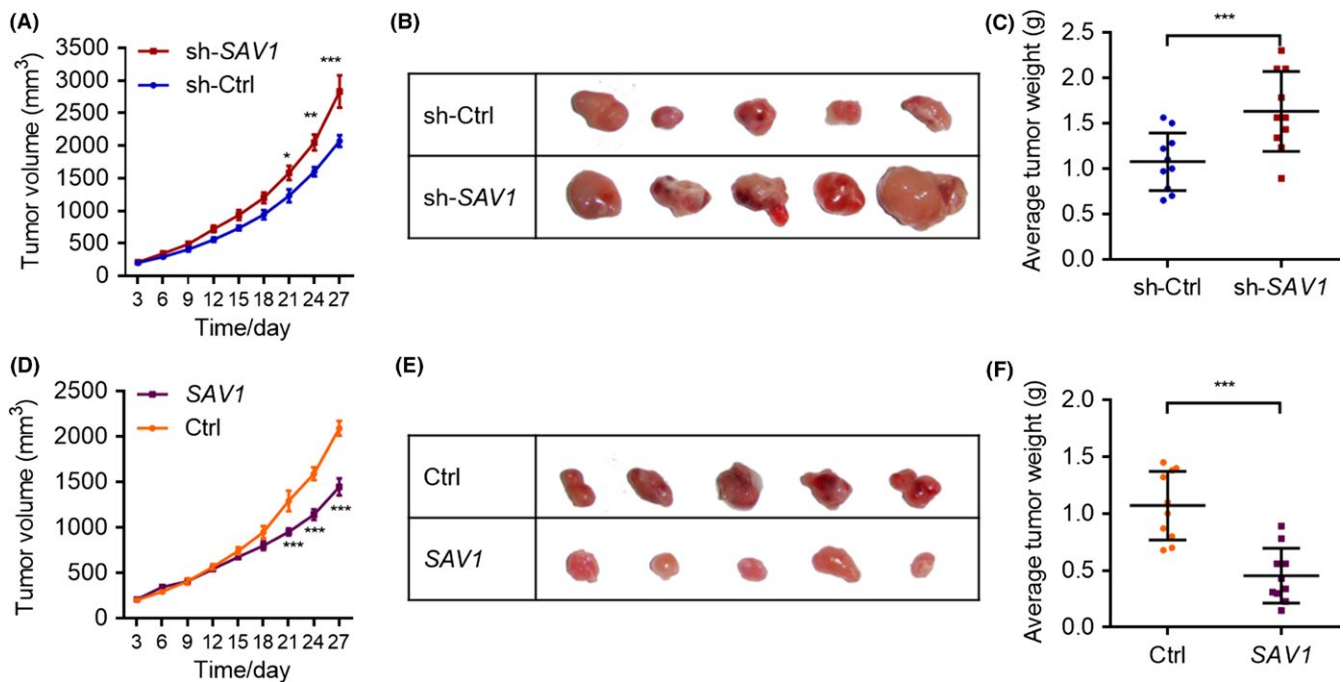 (A)
sh-SAV1
sh-Ctrl
Tumor volume (mm³)
3500
3000
2500
2000
1500
1000
500
0
***
**
*
3 6 9 12 15 18 21 24 27
Time/day
(B)
sh-Ctrl
sh-SAV1
(C)
Average tumor weight (g)
***
2.5
2.0
1.5
1.0
0.5
0.0
sh-Ctrl sh-SAV1
(D)
SAV1
Ctrl
Tumor volume (mm³)
2500
2000
1500
1000
500
0
***
***
***
3 6 9 12 15 18 21 24 27
Time/day
(E)
Ctrl
SAV1
(F)
Average tumor weight (g)
***
2.0
1.5
1.0
0.5
0.0
Ctrl SAV1